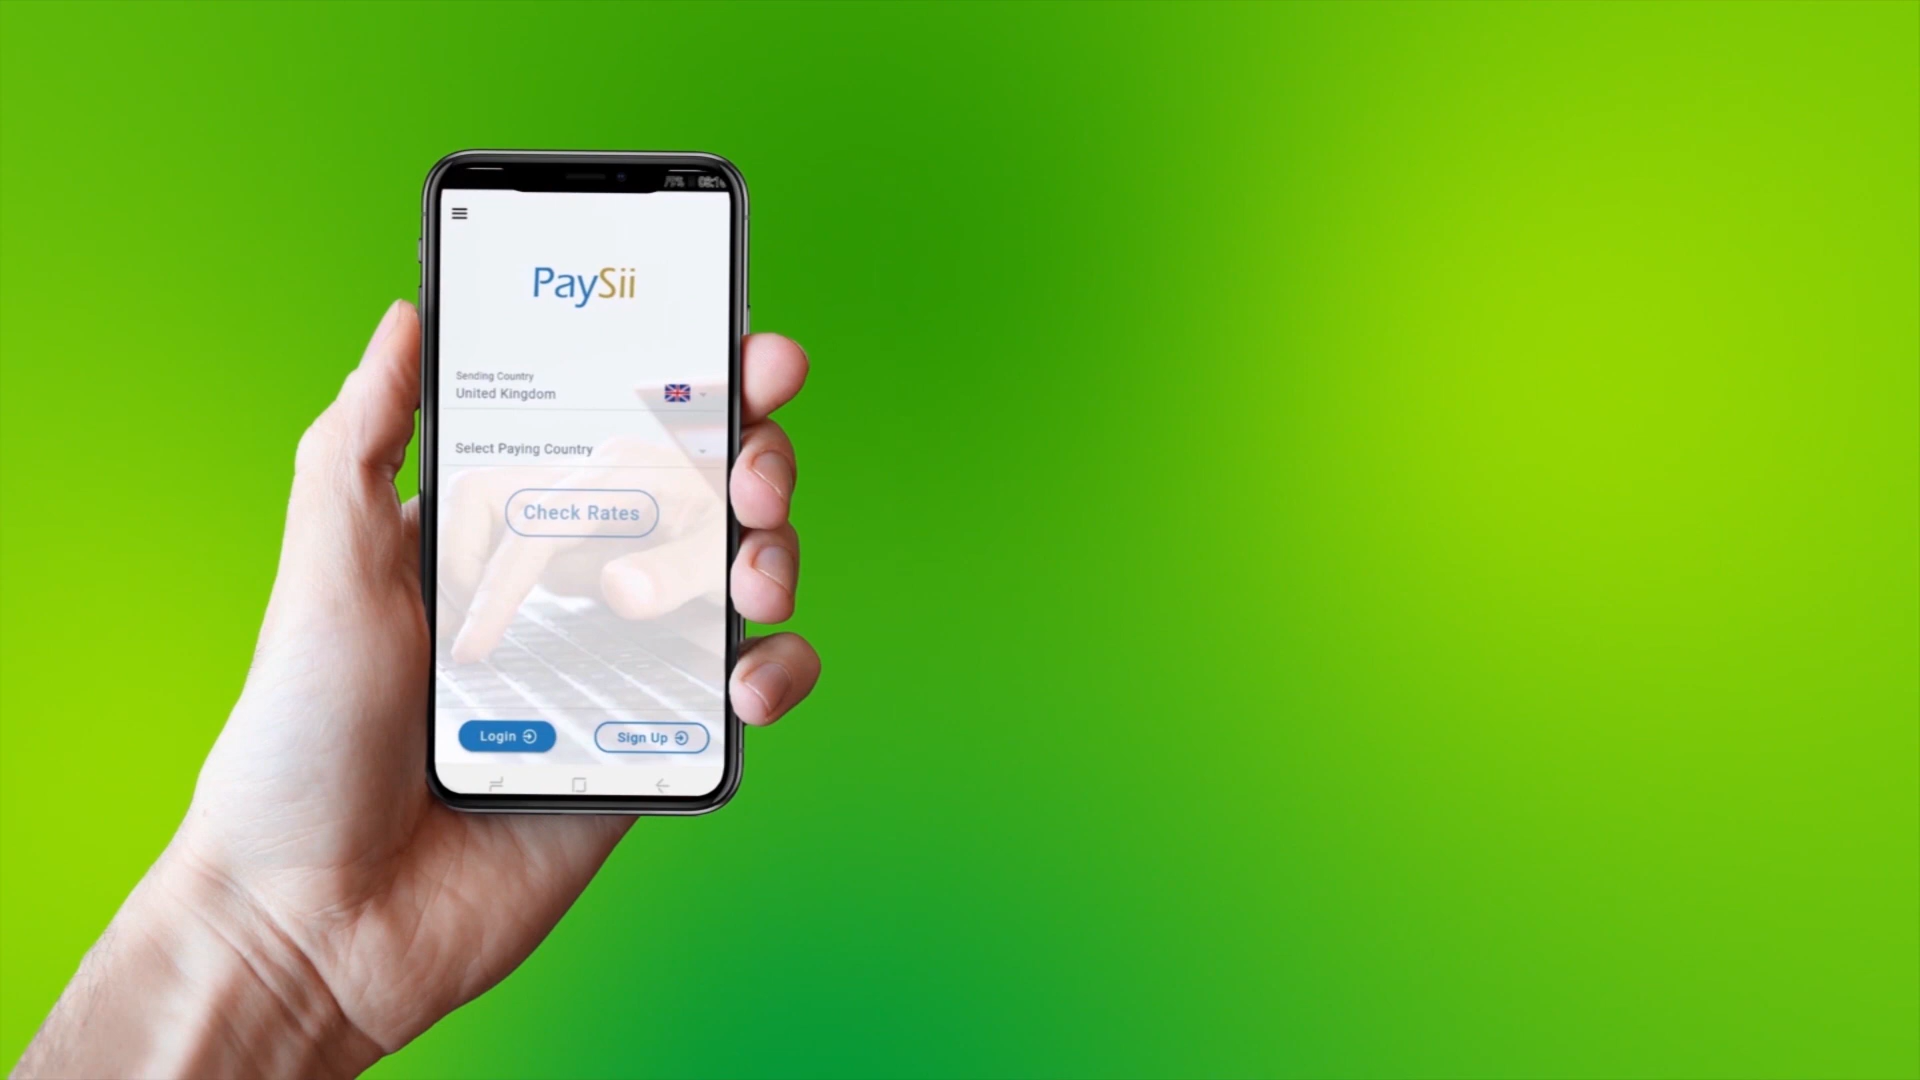 PaySii
Sending Country
United Kingdom
Select Paying Country
Check Rates
Login
Sign Up